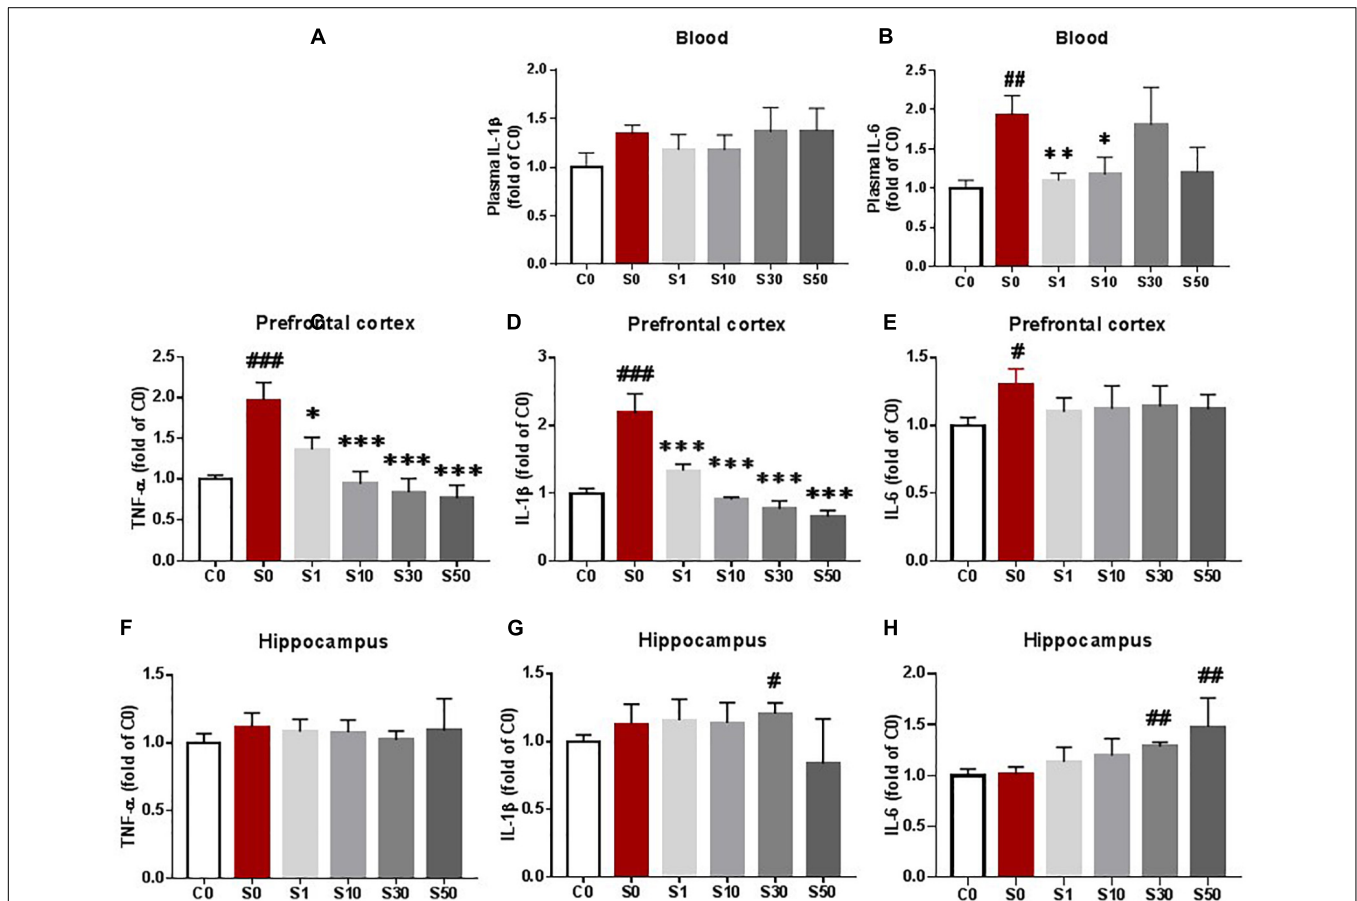 A
Blood
2.0
1.5
1.0
0.5
0.0
Plasma IL-1β
(fold of C0)
C0 S0 S1 S10 S30 S50
B
Blood
2.5
2.0
1.5
1.0
0.5
0.0
Plasma IL-6
(fold of C0)
##
**
*
C0 S0 S1 S10 S30 S50
C
Prefrontal cortex
2.5
2.0
1.5
1.0
0.5
0.0
TNF-α (fold of C0)
###
*
***
***
***
C0 S0 S1 S10 S30 S50
D
Prefrontal cortex
3
2
1
0
IL-1β (fold of C0)
###
***
***
***
***
C0 S0 S1 S10 S30 S50
E
Prefrontal cortex
1.5
1.0
0.5
0.0
IL-6 (fold of C0)
#
C0 S0 S1 S10 S30 S50
F
Hippocampus
1.5
1.0
0.5
0.0
TNF-α (fold of C0)
C0 S0 S1 S10 S30 S50
G
Hippocampus
1.5
1.0
0.5
0.0
IL-1β (fold of C0)
#
C0 S0 S1 S10 S30 S50
H
Hippocampus
2.0
1.5
1.0
0.5
0.0
IL-6 (fold of C0)
##
##
C0 S0 S1 S10 S30 S50